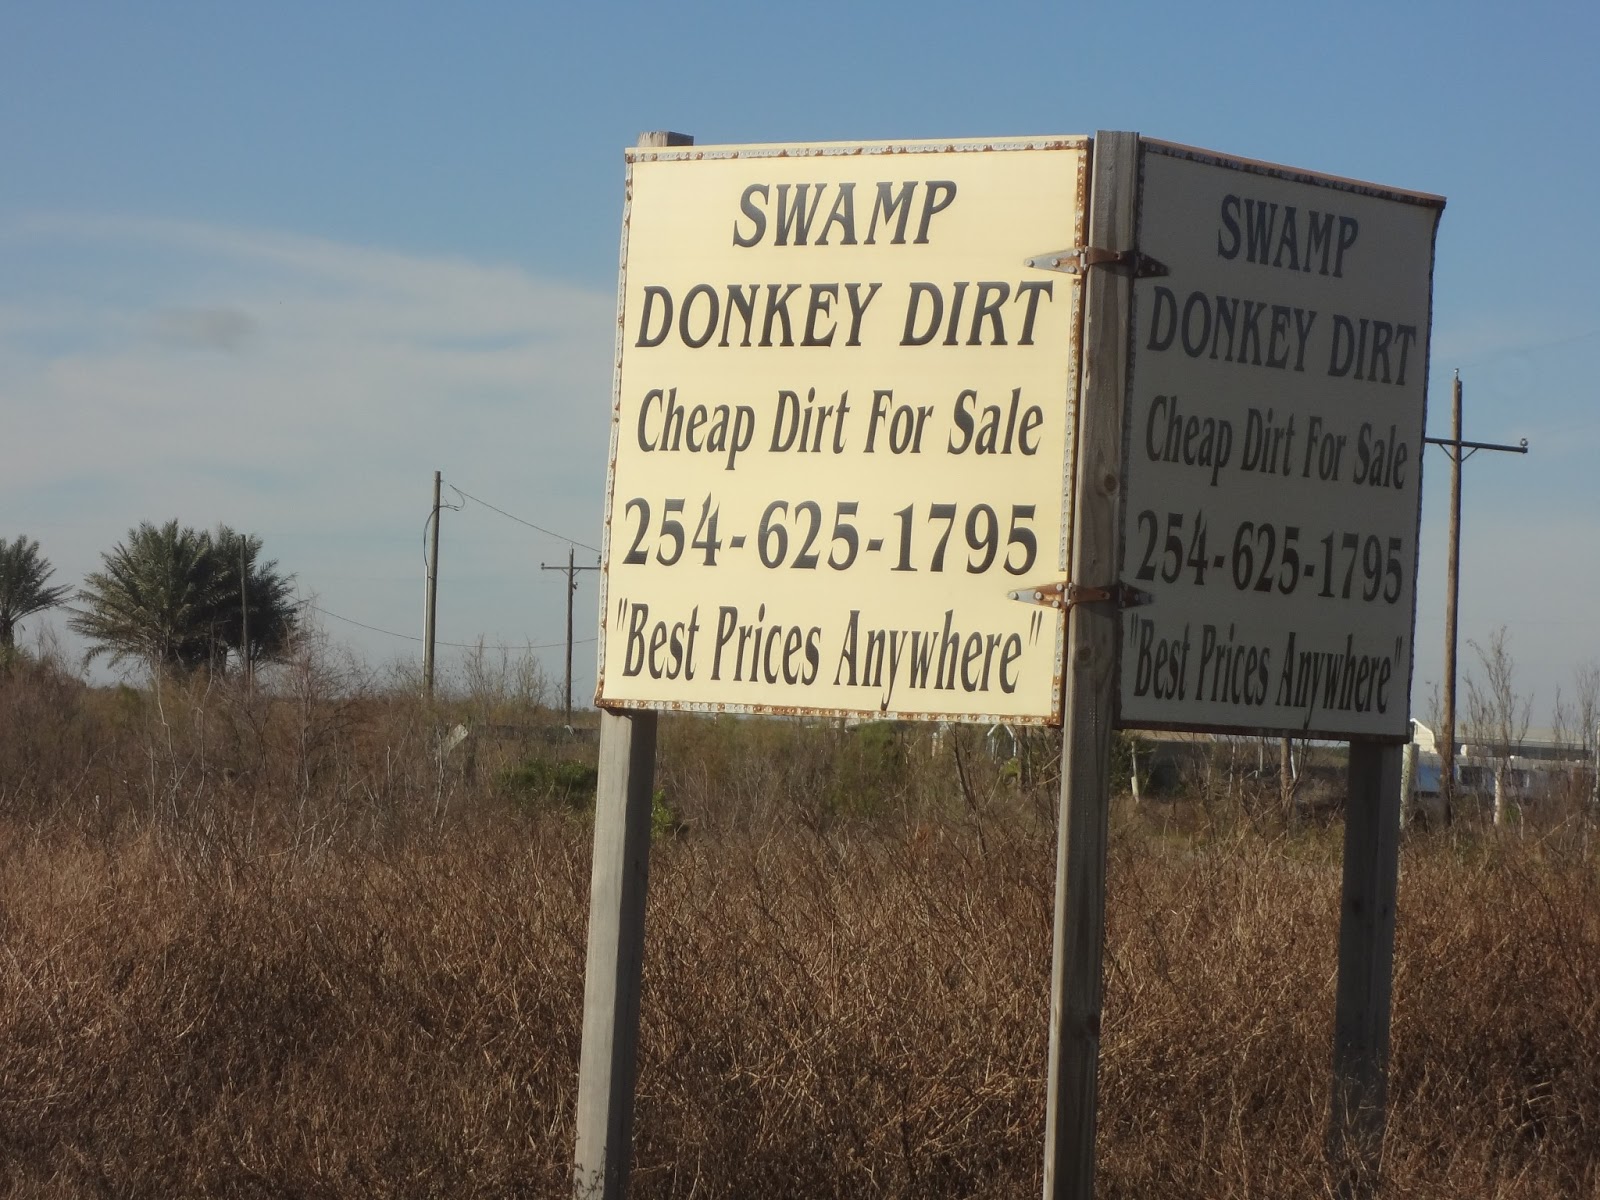 SWAMP
DONKEY DIRT
Cheap Dirt For Sale
254-625-1795
"Best Prices Anywhere"
SWAMP
DONKEY DIRT
Cheap Dirt For Sale
254-625-1795
"Best Prices Anywhere"